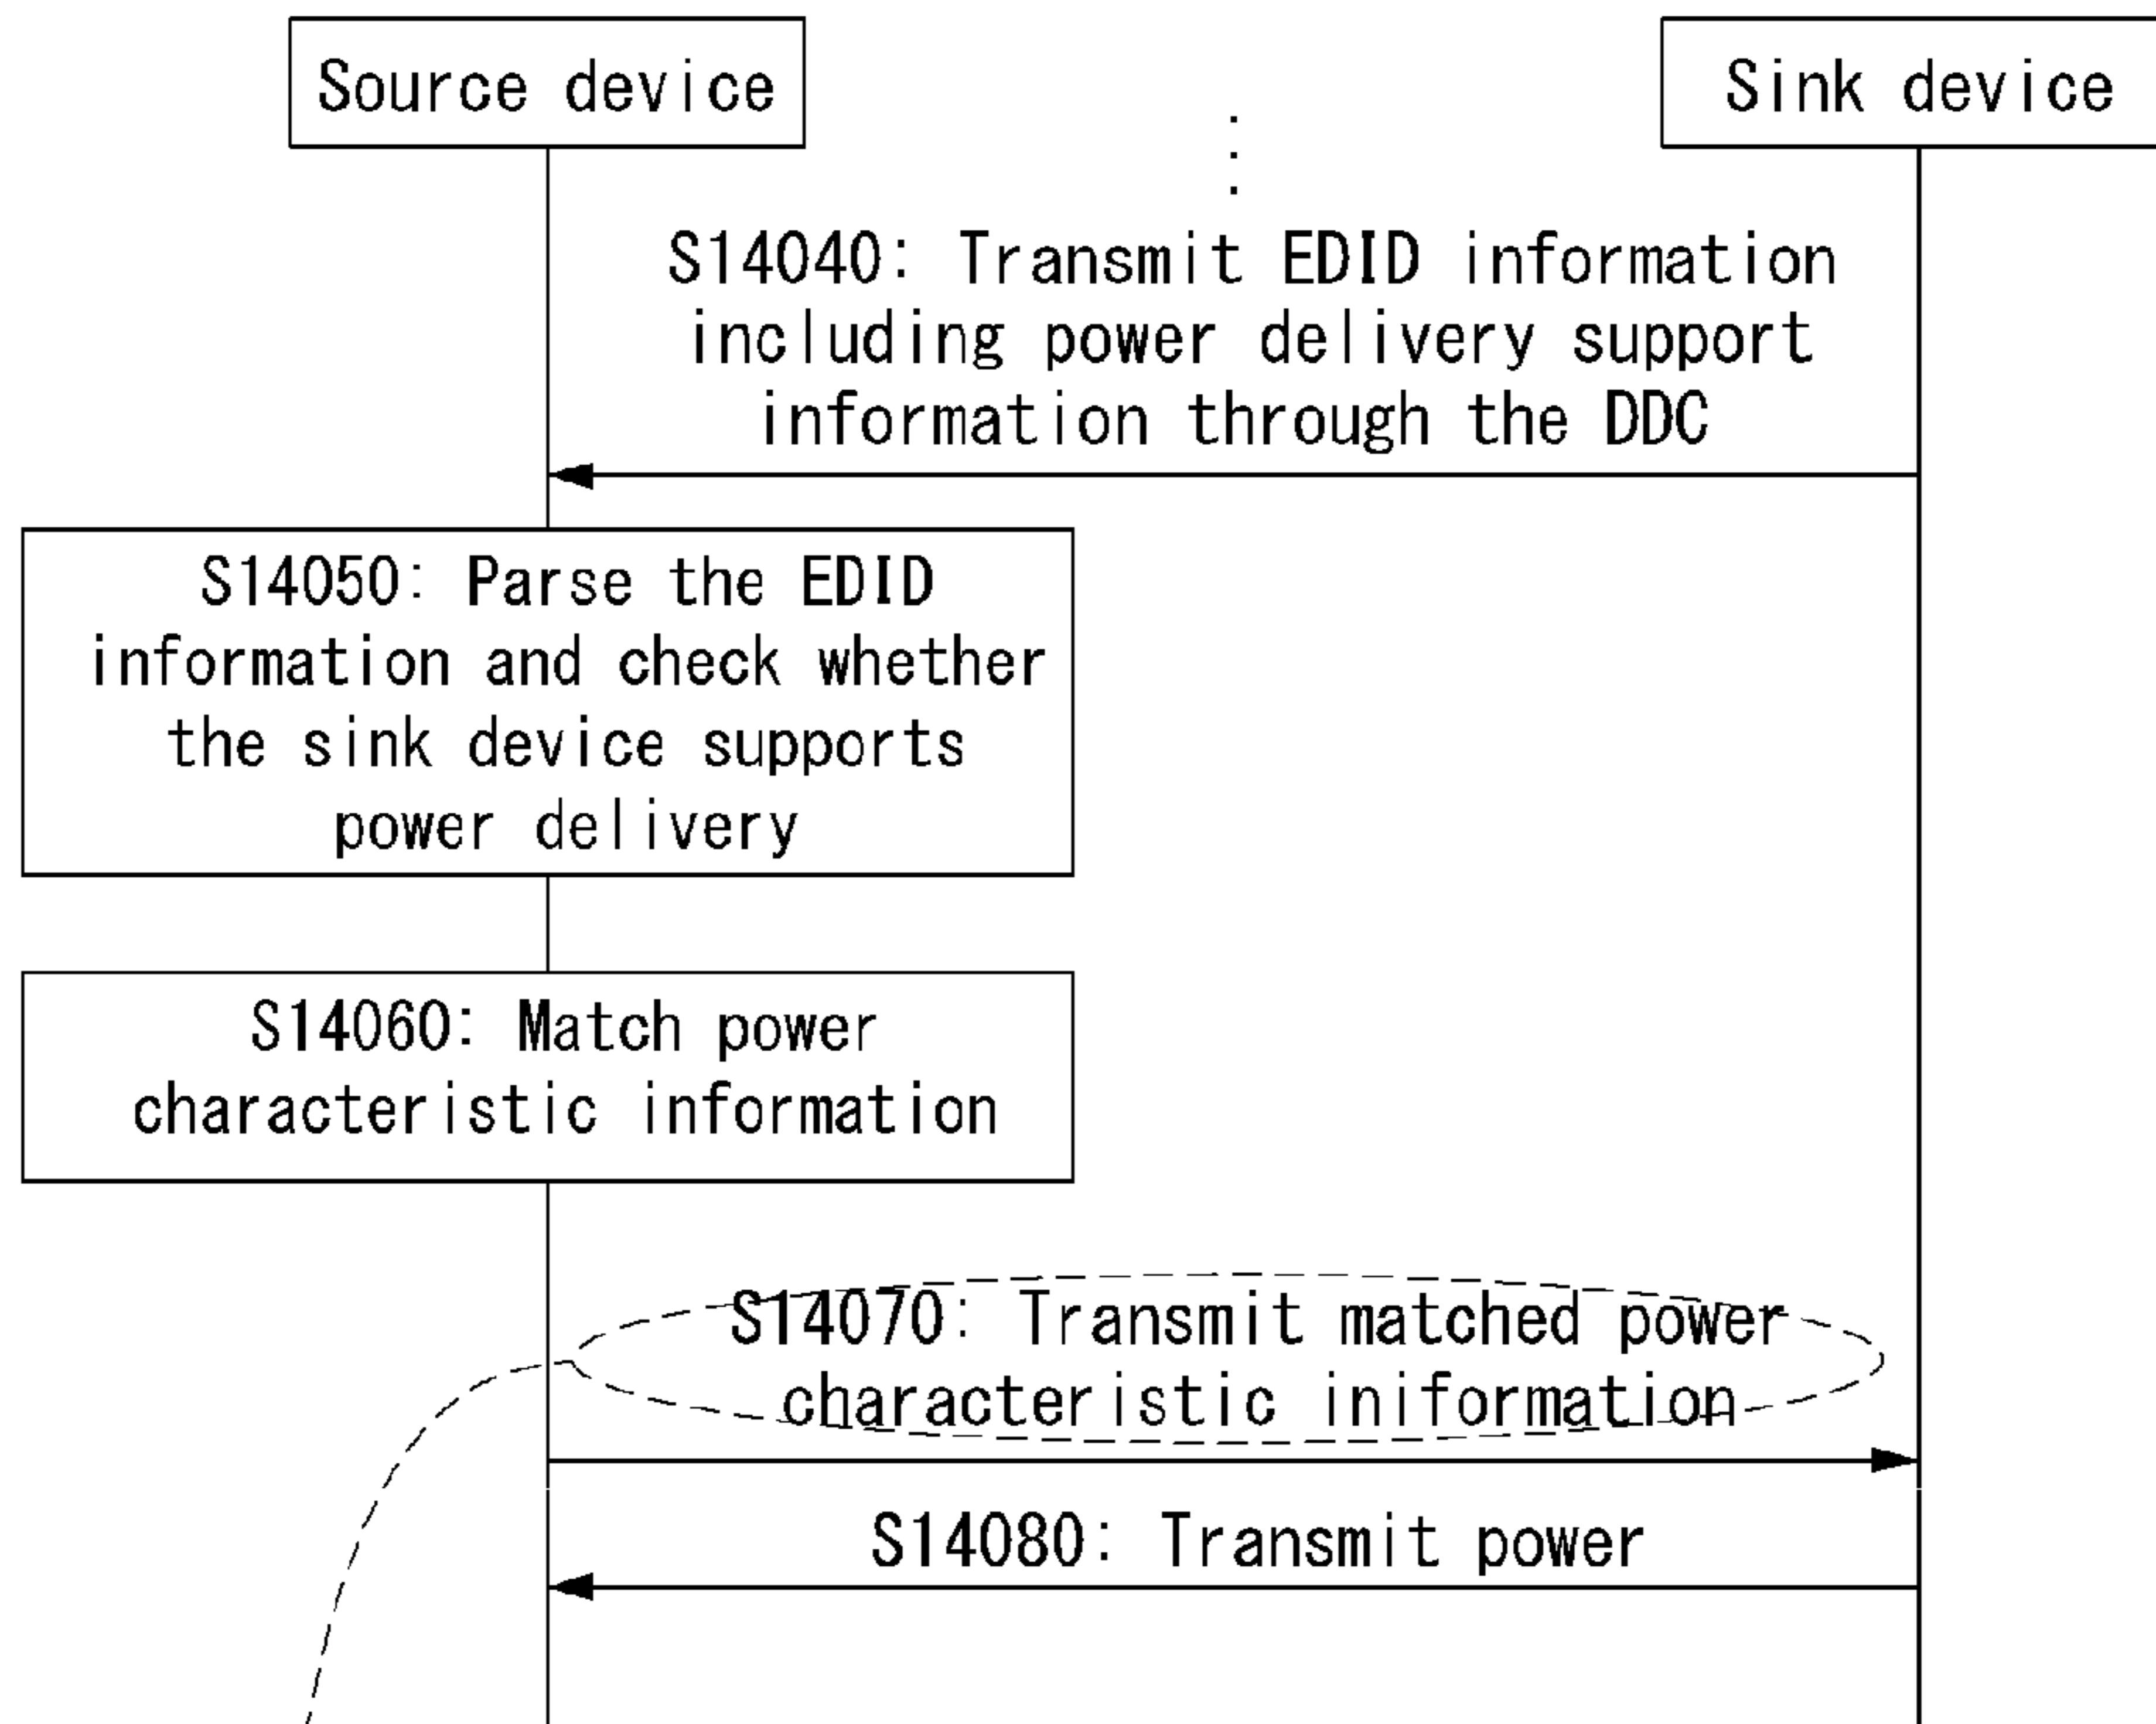 Source device
Sink device
S14040: Transmit EDID information
including power delivery support
information through the DDC
S14050: Parse the EDID
information and check whether
the sink device supports
power delivery
S14060: Match power
characteristic information
S14070: Transmit matched power
characteristic iniformation
S14080: Transmit power